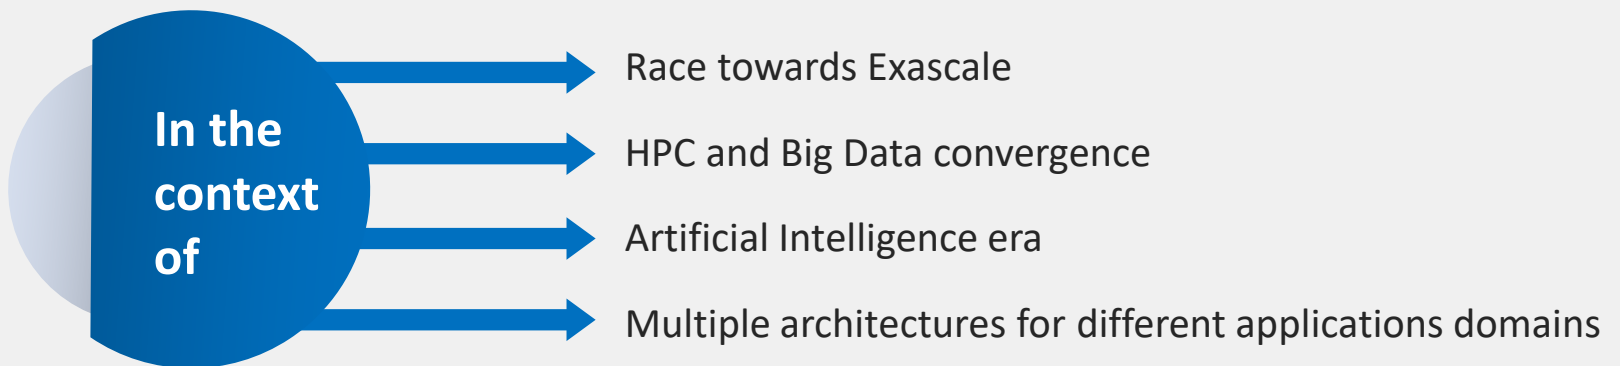 In the
context
of
Race towards Exascale
HPC and Big Data convergence
Artificial Intelligence era
Multiple architectures for different applications domains